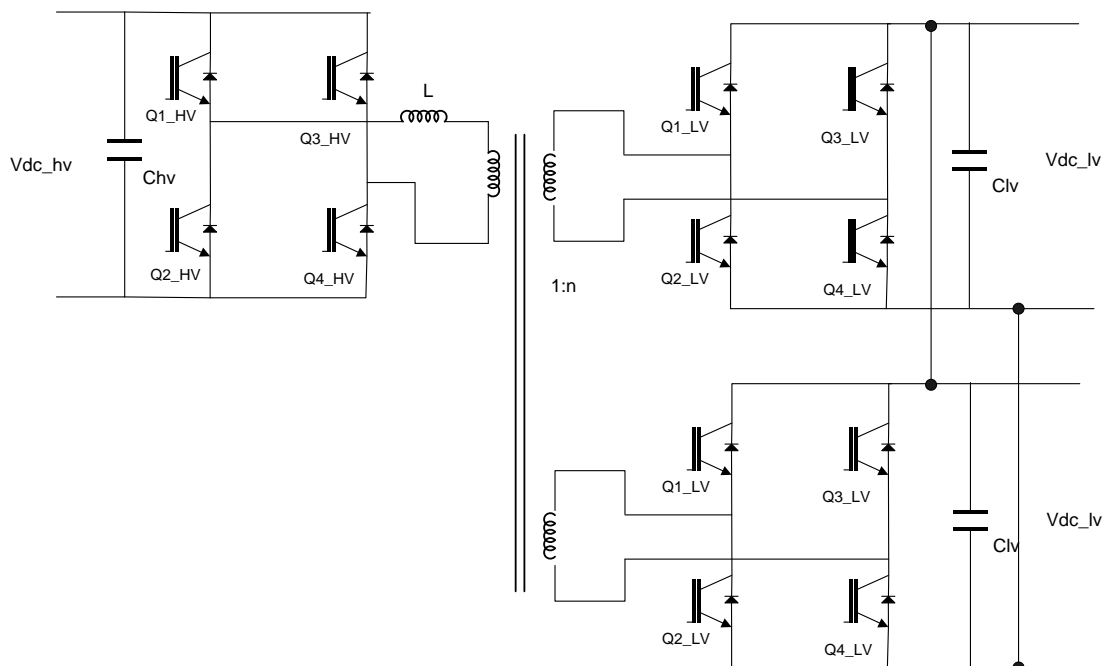 Vdc_hv
Chv
Q1_HV
Q3_HV
Q2_HV
Q4_HV
L
1:n
Q1_LV
Q3_LV
Q2_LV
Q4_LV
Clv
Vdc_lv
Q1_LV
Q3_LV
Q2_LV
Q4_LV
Clv
Vdc_lv